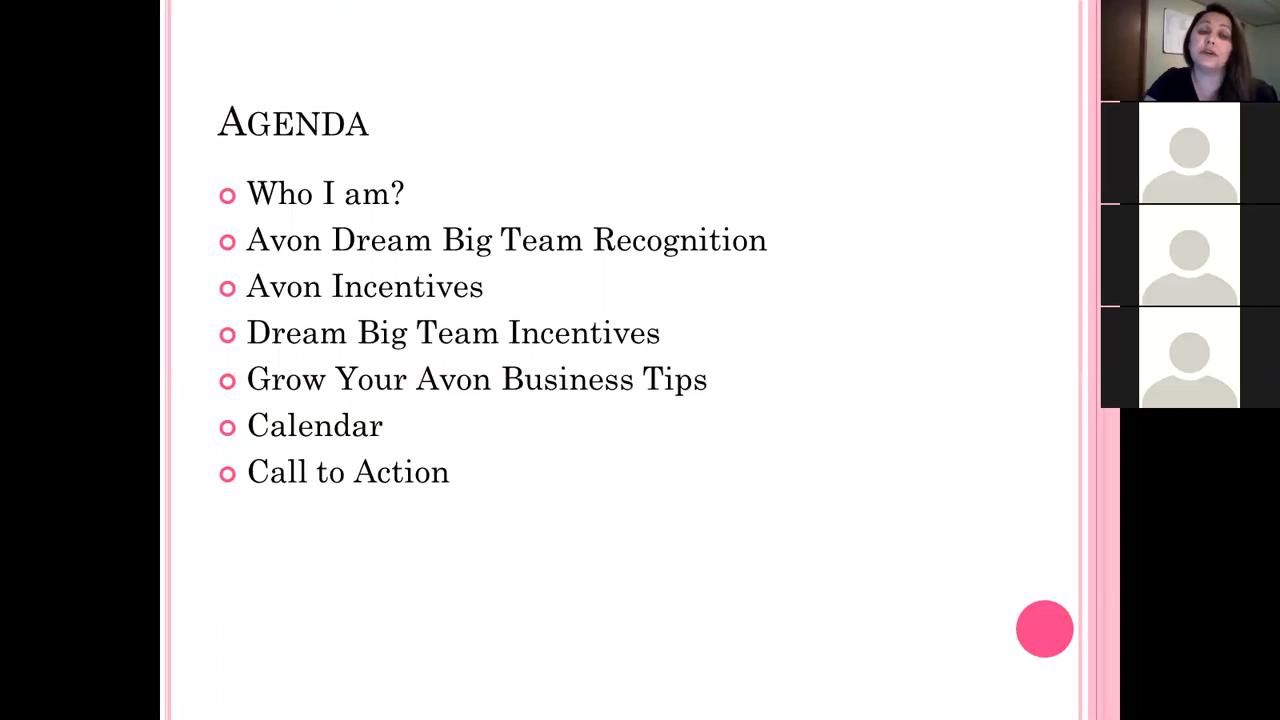 Agenda
Who I am?
Avon Dream Big Team Recognition
Avon Incentives
Dream Big Team Incentives
Grow Your Avon Business Tips
Calendar
Call to Action